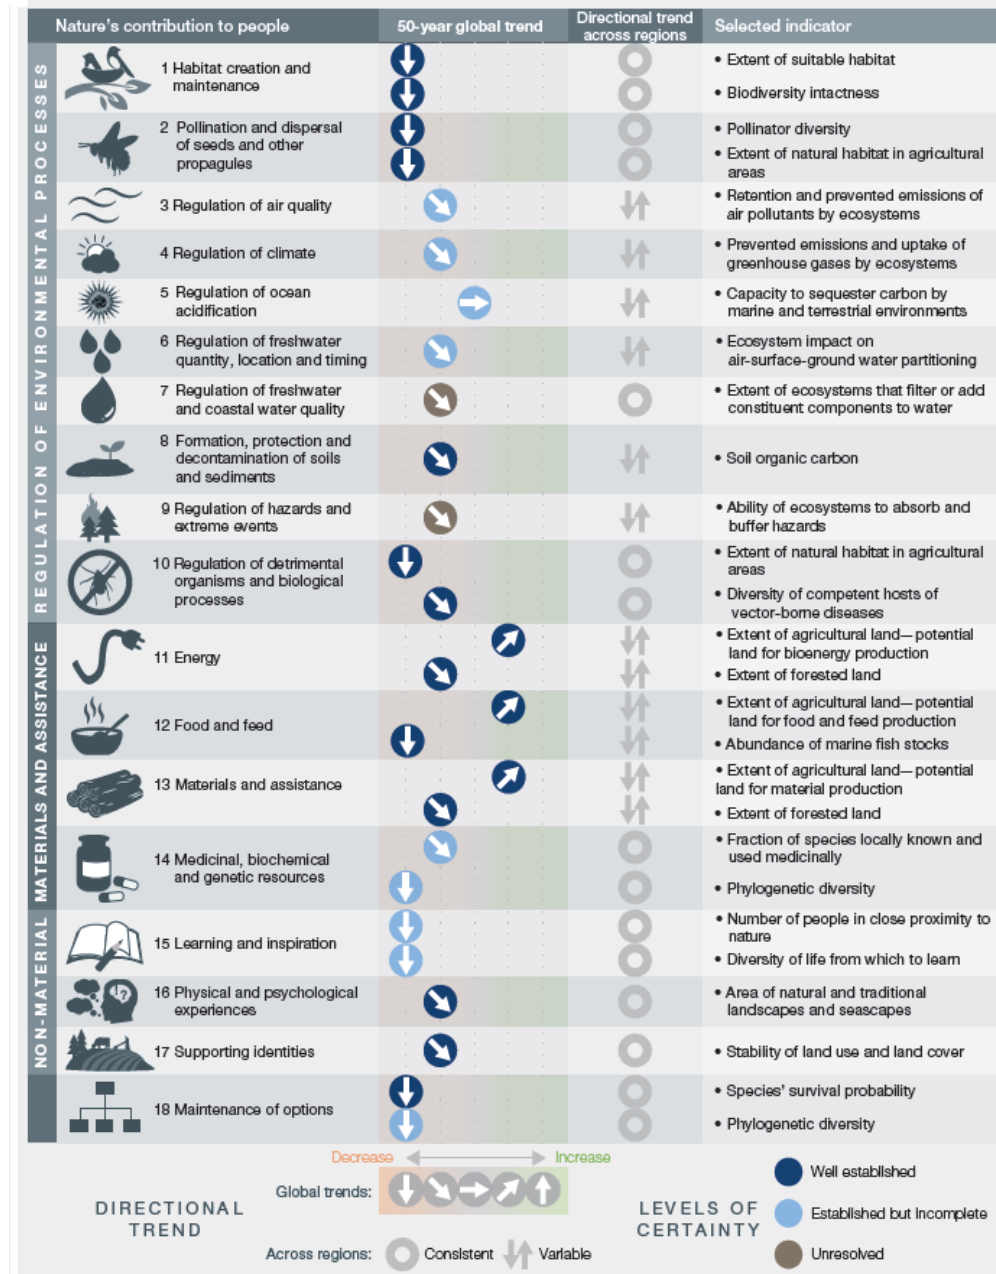 Nature's contribution to people
50-year global trend
Directional trend
across regions
Selected indicator
REGULATION OF ENVIRONMENTAL PROCESSES
1 Habitat creation and
maintenance
• Extent of suitable habitat
• Biodiversity intactness
2 Pollination and dispersal
of seeds and other
propagules
• Pollinator diversity
• Extent of natural habitat in agricultural
areas
3 Regulation of air quality
• Retention and prevented emissions of
air pollutants by ecosystems
4 Regulation of climate
• Prevented emissions and uptake of
greenhouse gases by ecosystems
5 Regulation of ocean
acidification
• Capacity to sequester carbon by
marine and terrestrial environments
6 Regulation of freshwater
quantity, location and timing
• Ecosystem impact on
air-surface-ground water partitioning
7 Regulation of freshwater
and coastal water quality
• Extent of ecosystems that filter or add
constituent components to water
8 Formation, protection and
decontamination of soils
and sediments
• Soil organic carbon
9 Regulation of hazards and
extreme events
• Ability of ecosystems to absorb and
buffer hazards
10 Regulation of detrimental
organisms and biological
processes
• Extent of natural habitat in agricultural
areas
• Diversity of competent hosts of
vector-borne diseases
MATERIALS AND ASSISTANCE
11 Energy
• Extent of agricultural land—potential
land for bioenergy production
• Extent of forested land
12 Food and feed
• Extent of agricultural land—potential
land for food and feed production
• Abundance of marine fish stocks
13 Materials and assistance
• Extent of agricultural land—potential
land for material production
• Extent of forested land
14 Medicinal, biochemical
and genetic resources
• Fraction of species locally known and
used medicinally
• Phylogenetic diversity
NON-MATERIAL
15 Learning and inspiration
• Number of people in close proximity to
nature
• Diversity of life from which to learn
16 Physical and psychological
experiences
• Area of natural and traditional
landscapes and seascapes
17 Supporting identities
• Stability of land use and land cover
18 Maintenance of options
• Species' survival probability
• Phylogenetic diversity
Decrease
Increase
Global trends:
DIRECTIONAL
TREND
Across regions:
Consistent
Variable
LEVELS OF
CERTAINTY
Well established
Established but incomplete
Unresolved